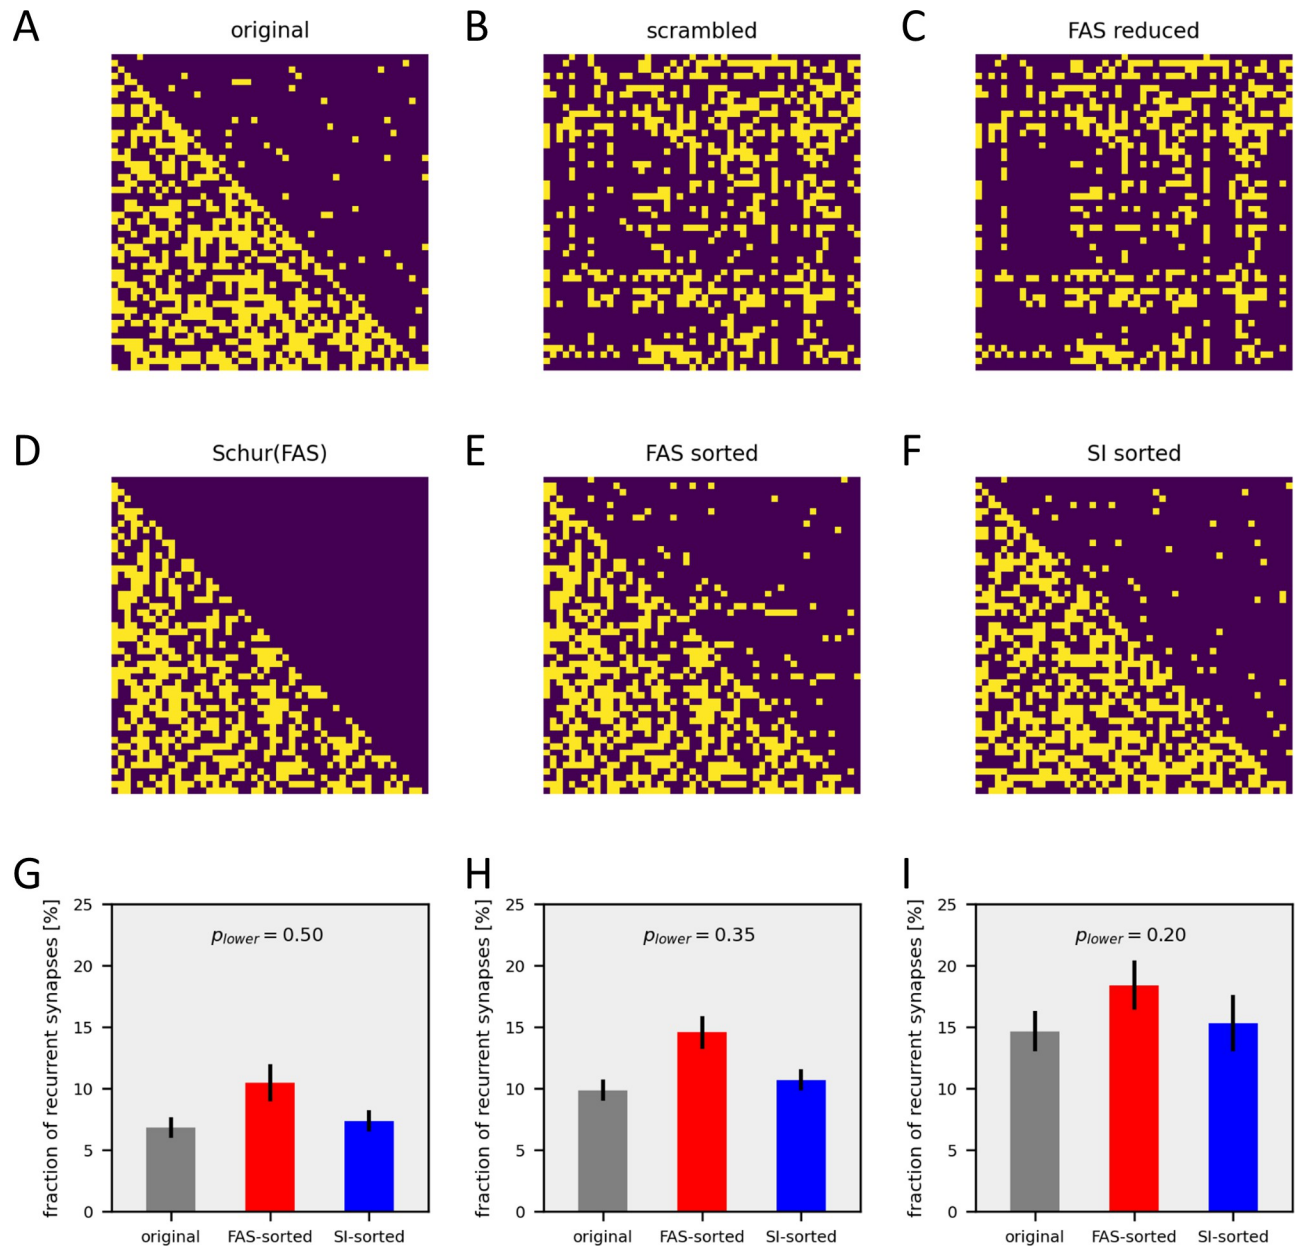 A
original
B
scrambled
C
FAS reduced
D
Schur(FAS)
E
FAS sorted
F
SI sorted
G
fraction of recurrent synapses [%]
25
20
15
10
5
0
p_lower = 0.50
original
FAS-sorted
SI-sorted
H
fraction of recurrent synapses [%]
25
20
15
10
5
0
p_lower = 0.35
original
FAS-sorted
SI-sorted
I
fraction of recurrent synapses [%]
25
20
15
10
5
0
p_lower = 0.20
original
FAS-sorted
SI-sorted